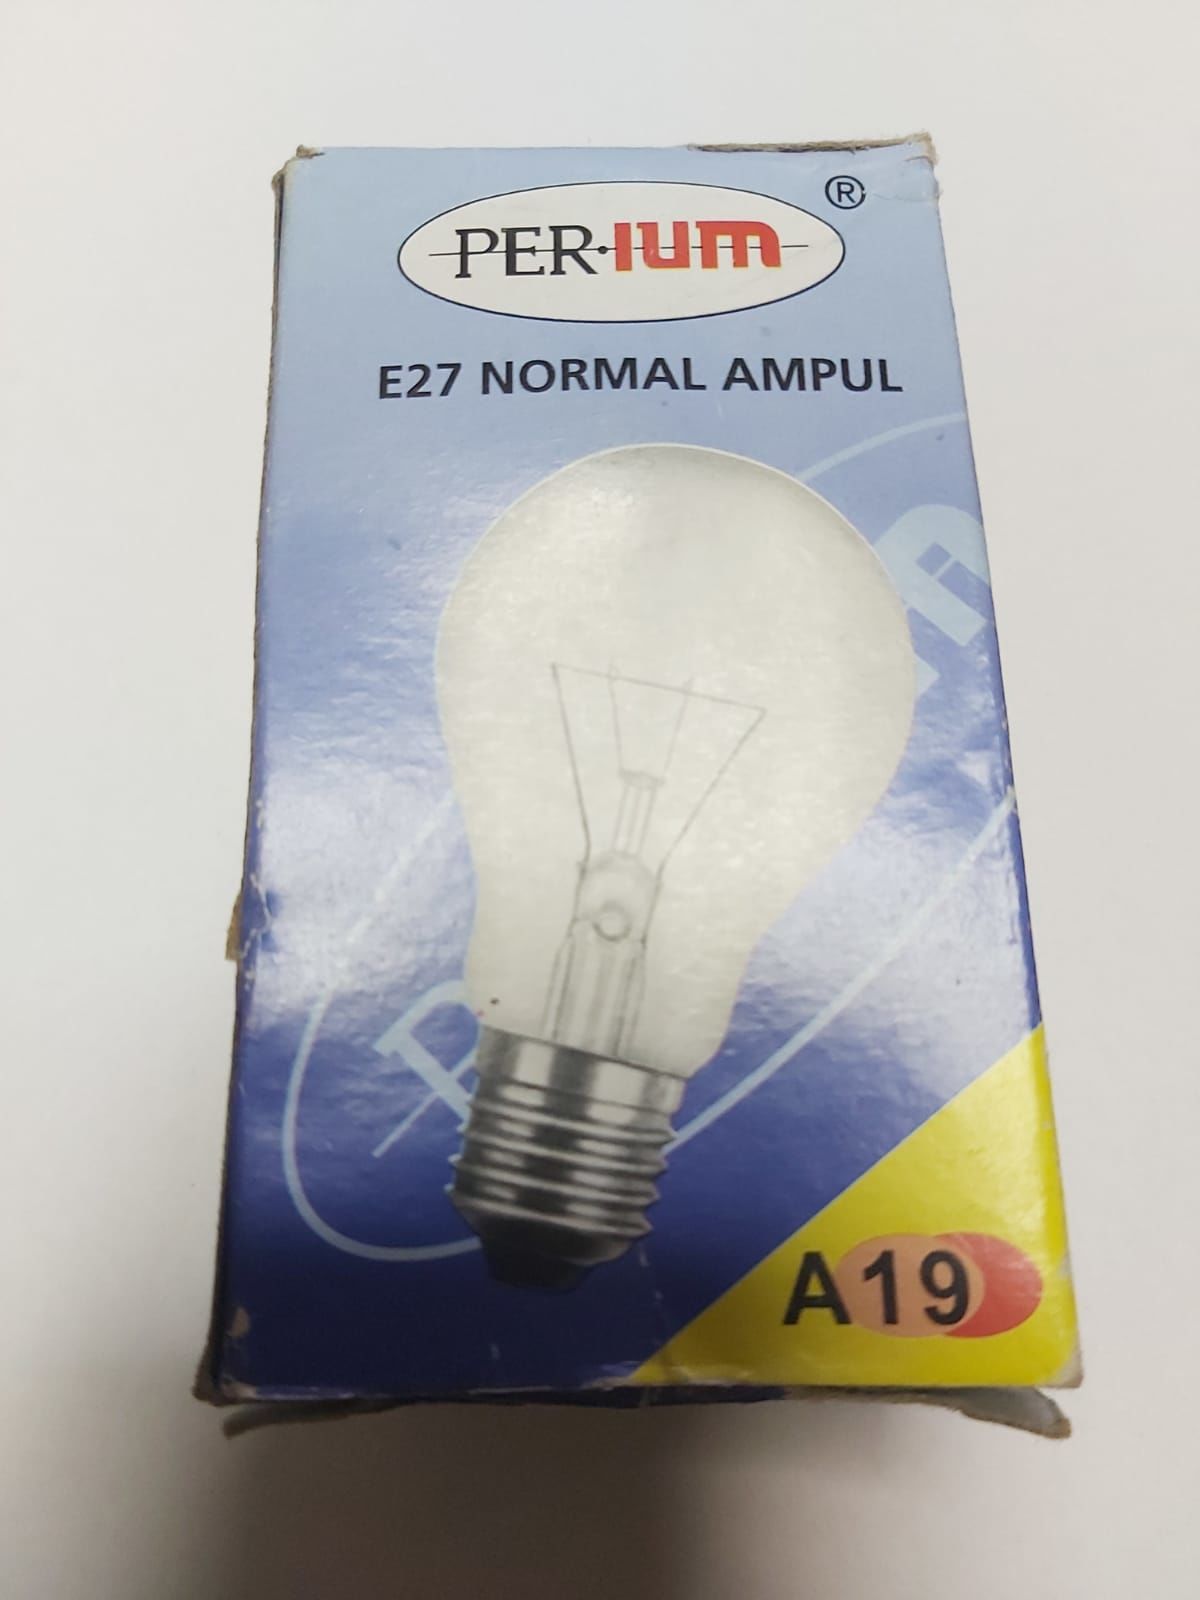 PER·IUM ®
E27 NORMAL AMPUL
A19